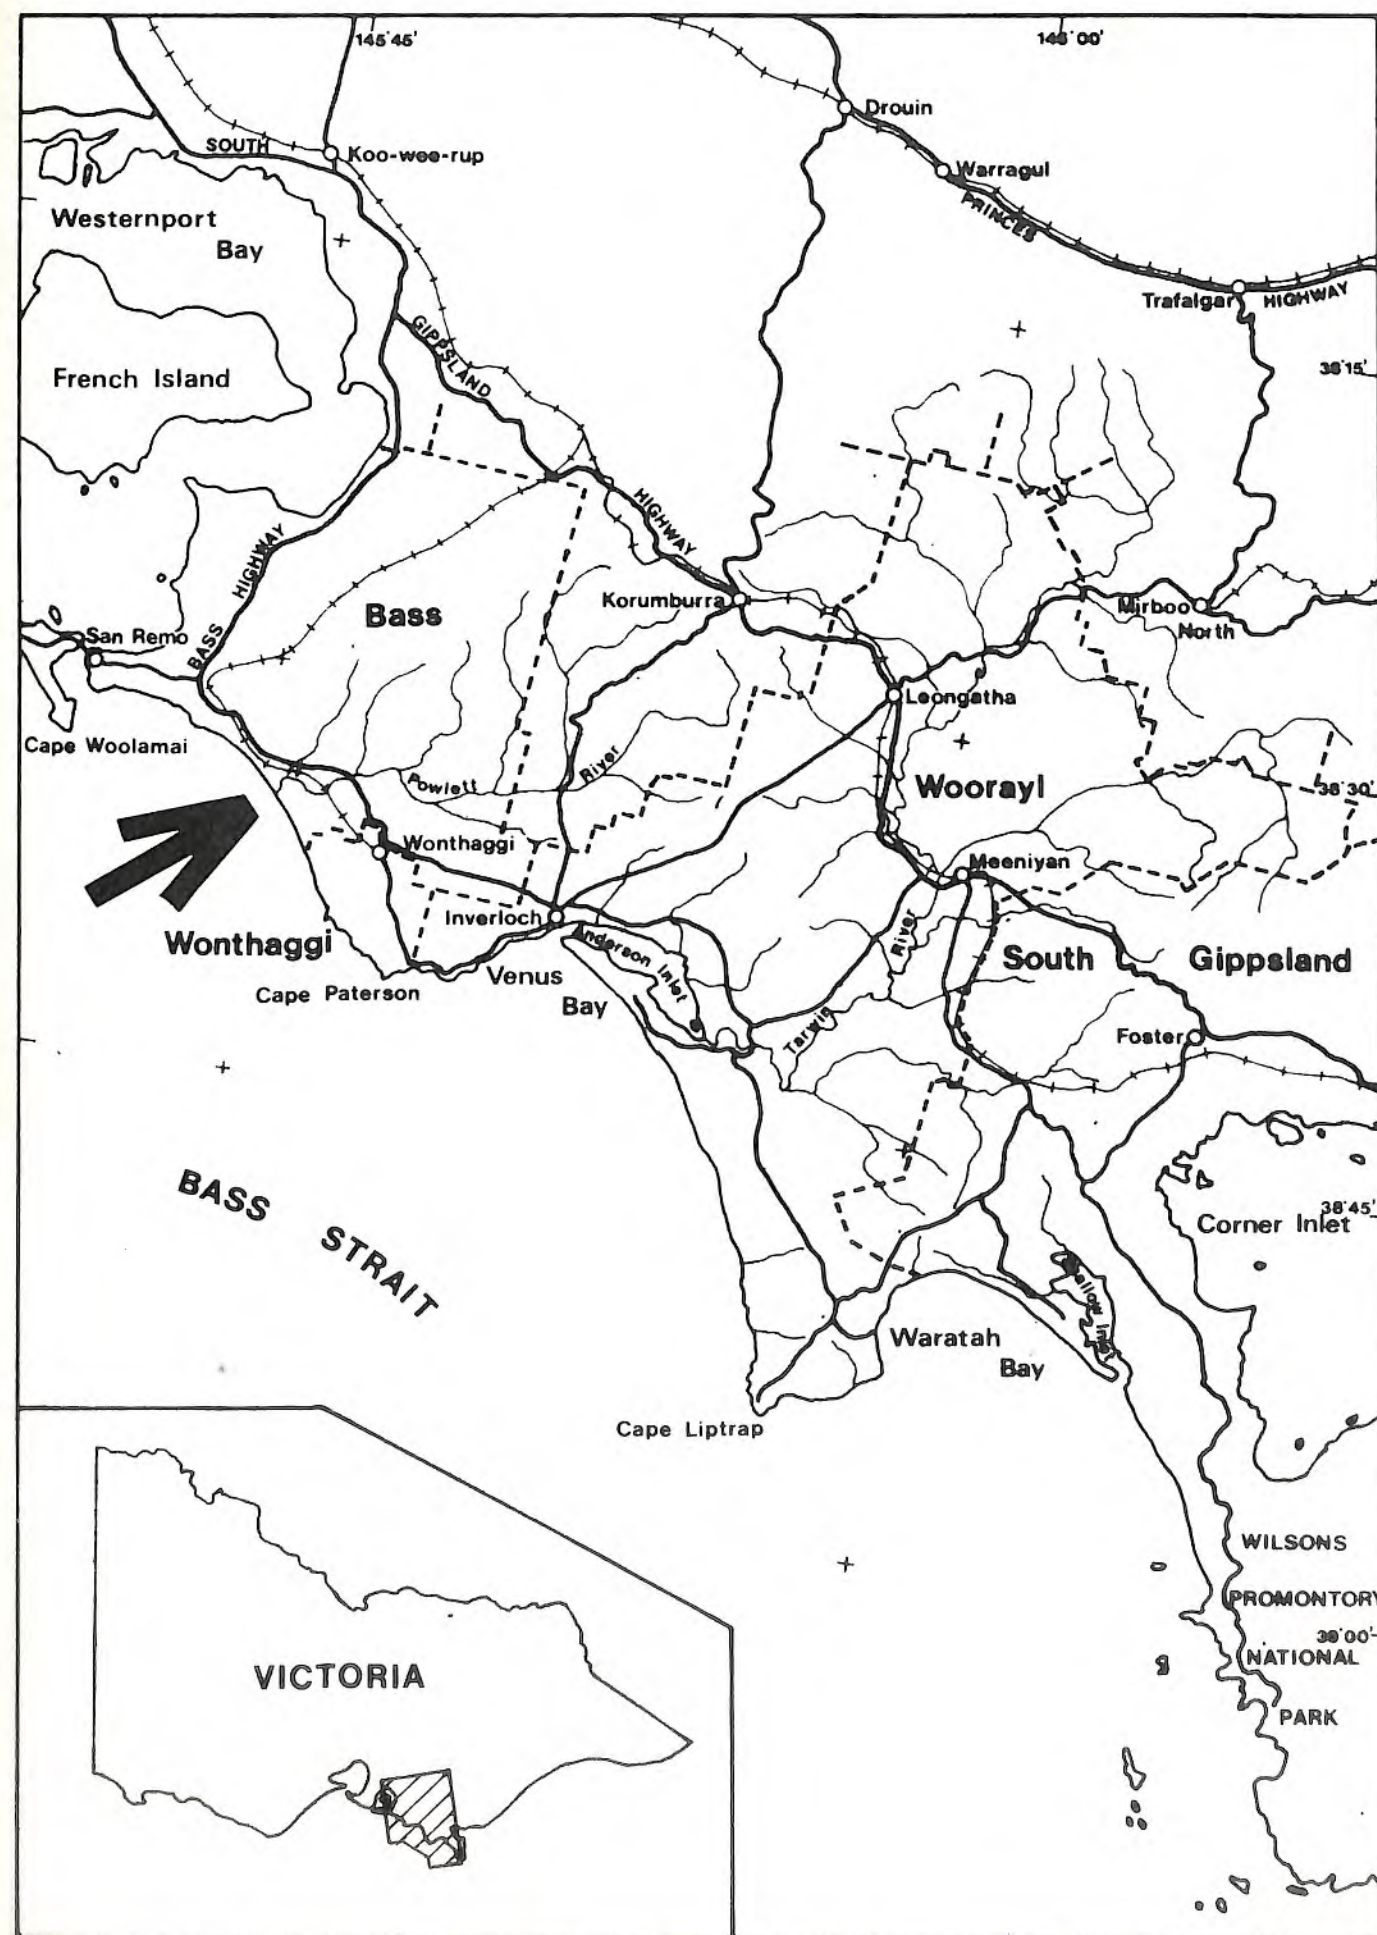 145°45'
146°00'
Drouin
SOUTH
Koo-wee-rup
Warragul
PRINCES
Westernport
Bay
Trafalgar
HIGHWAY
GIPPSLAND
38°15'
French Island
HIGHWAY
HIGHWAY
Bass
Korumburra
Mirboo
North
San Remo
BASS
Leongatha
Cape Woolamai
River
Powlett
Woorayl
38°30'
Wonthaggi
Meeniyan
Inverloch
Anderson Inlet
River
Wonthaggi
South Gippsland
Venus
Bay
Cape Paterson
Tarwin
Foster
BASS STRAIT
38°45'
Corner Inlet
Inlet
Waratah
Bay
Cape Liptrap
WILSONS
PROMONTORY
39°00'
NATIONAL
PARK
VICTORIA